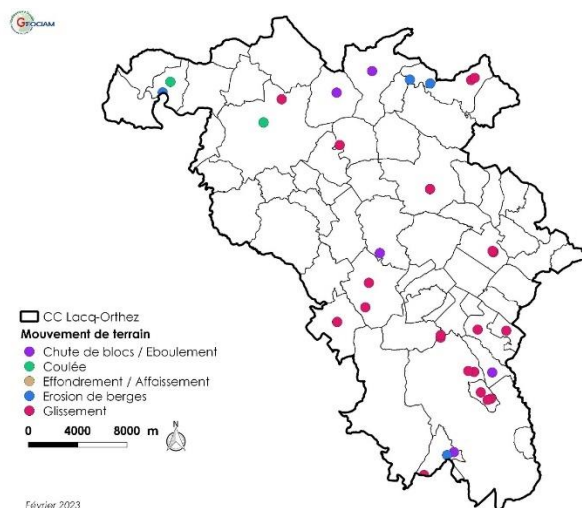 GEOCIAM
CC Lacq-Orthez
Mouvement de terrain
Chute de blocs / Eboulement
Coulée
Effondrement / Affaissement
Erosion de berges
Glissement
0 4000 8000 m
N
Février 2023